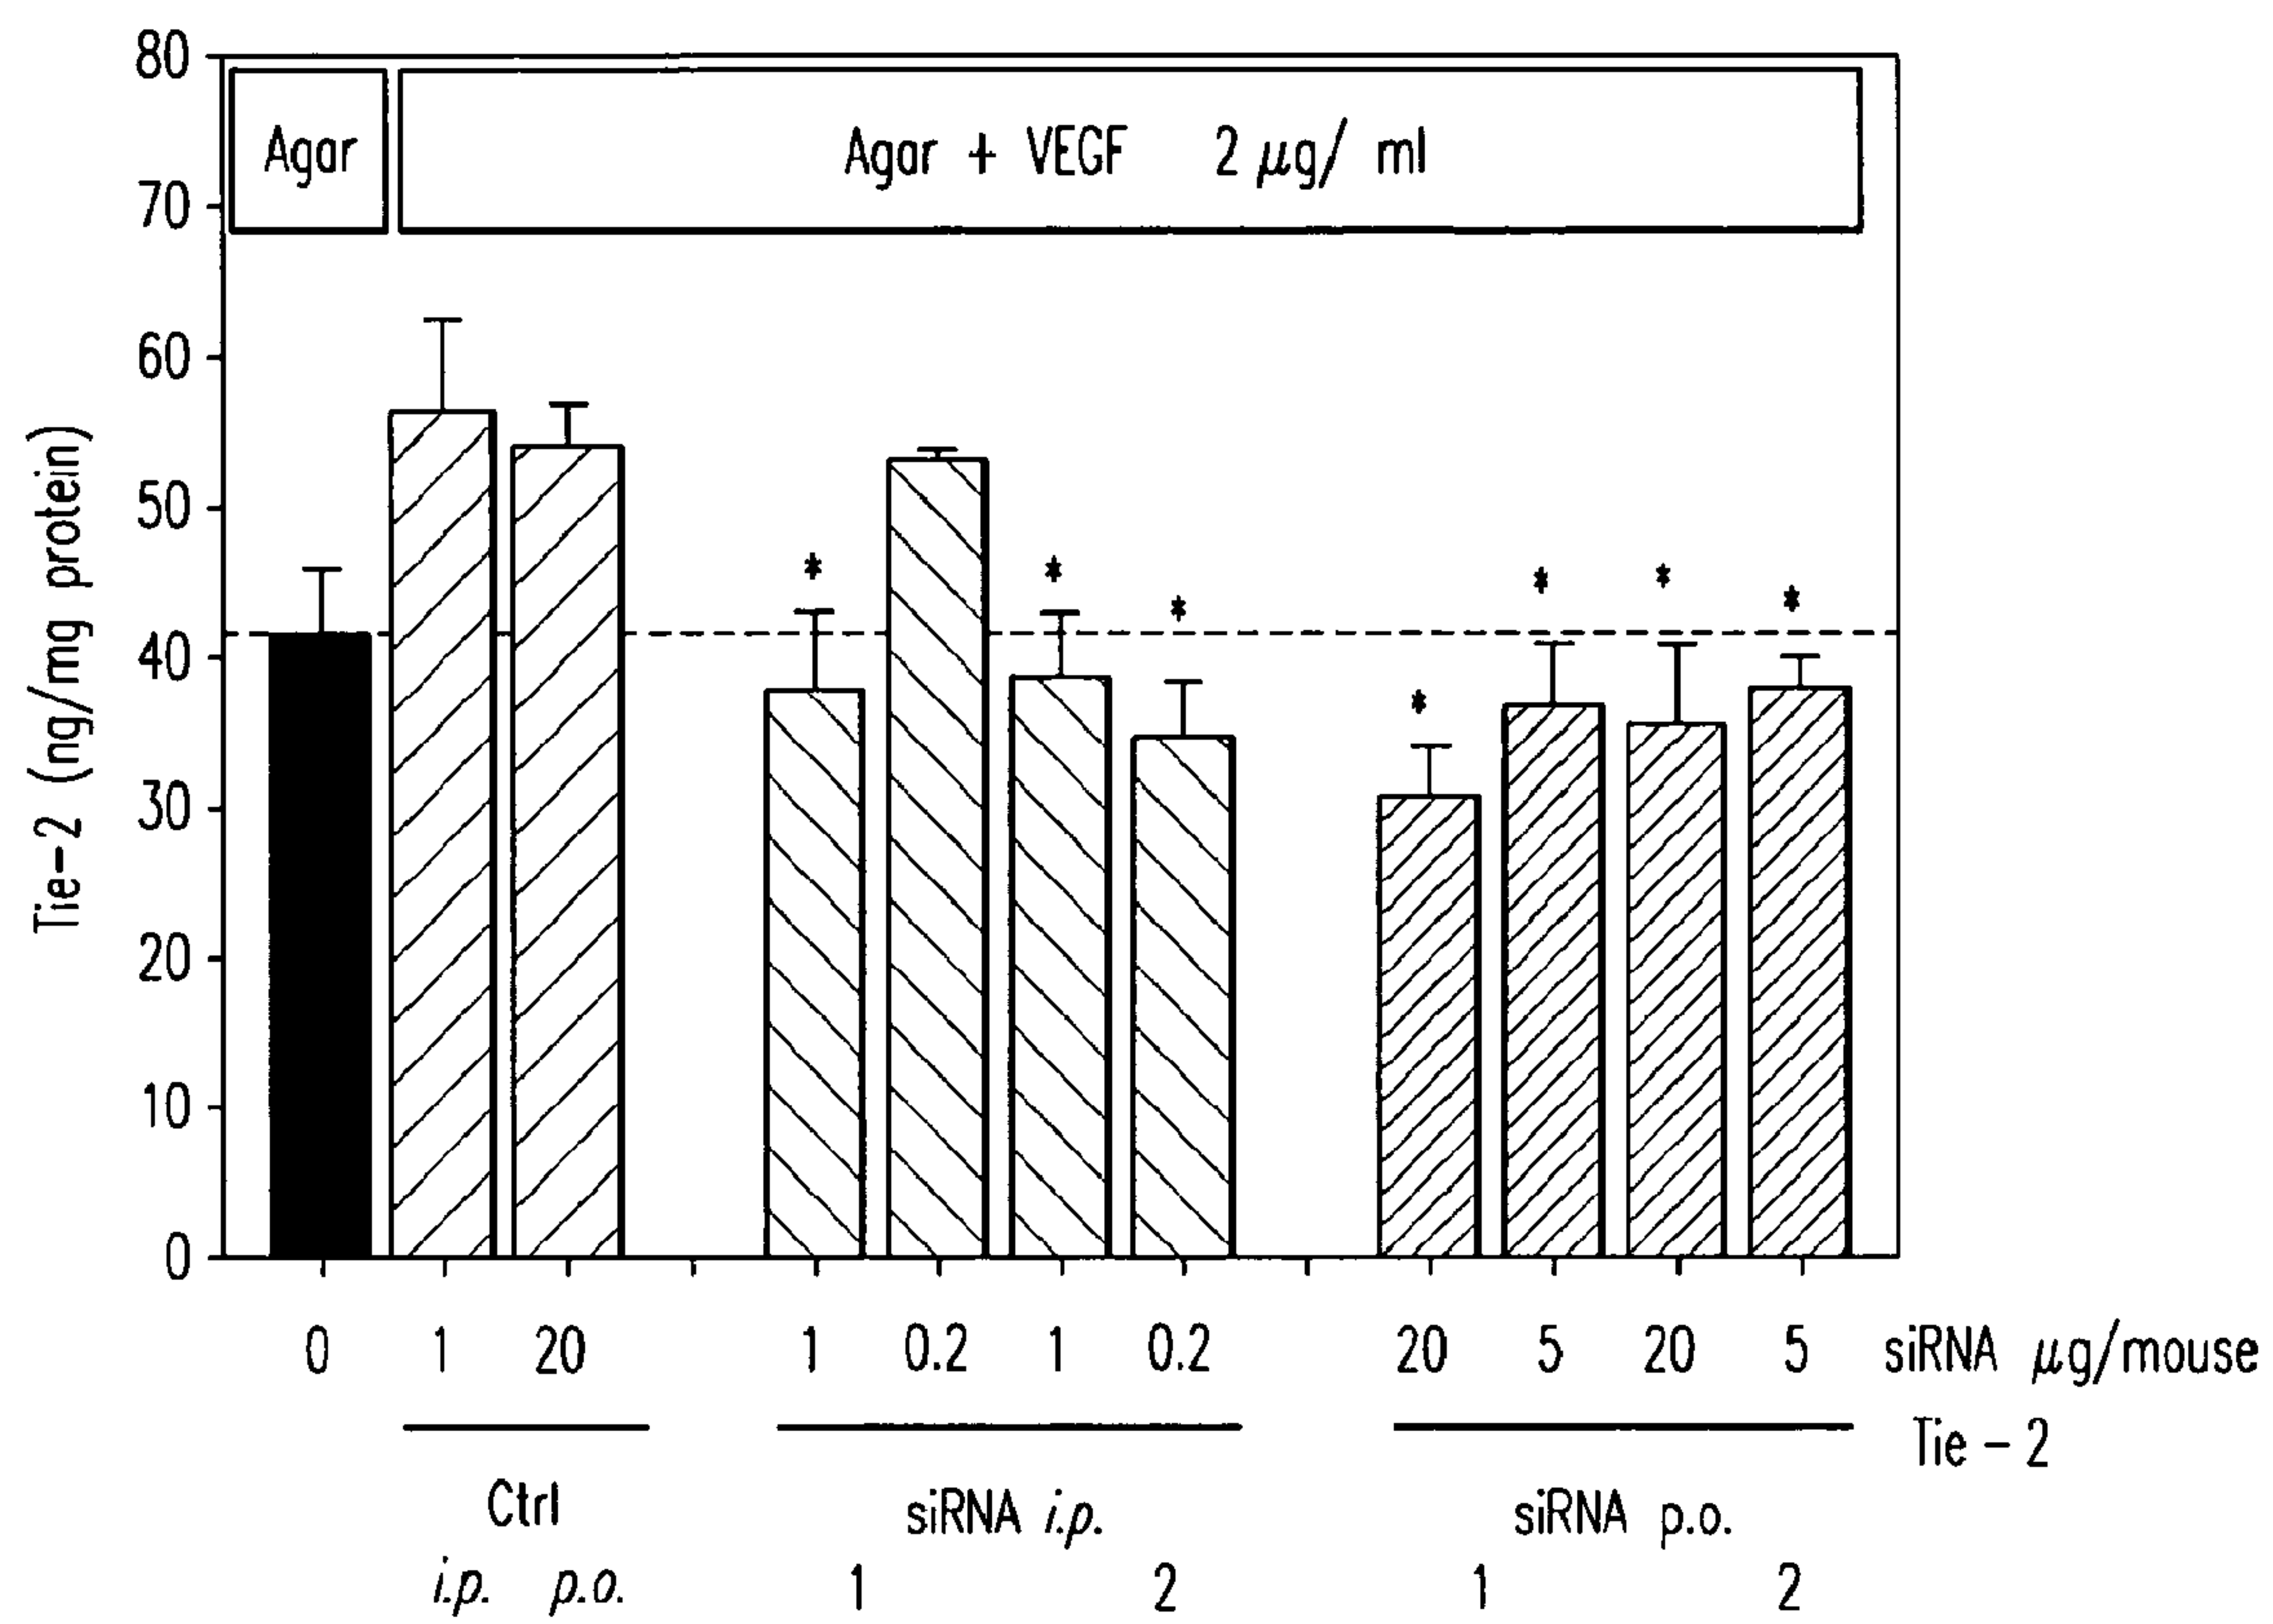 80
70
60
50
40
30
20
10
0
Tie-2 (ng/mg protein)
Agar
Agar + VEGF 2 μg/ ml
* * * * * * *
0 1 20 1 0.2 1 0.2 20 5 20 5 siRNA μg/mouse
Tie - 2
Ctrl siRNA i.p. siRNA p.o.
i.p. p.o. 1 2 1 2